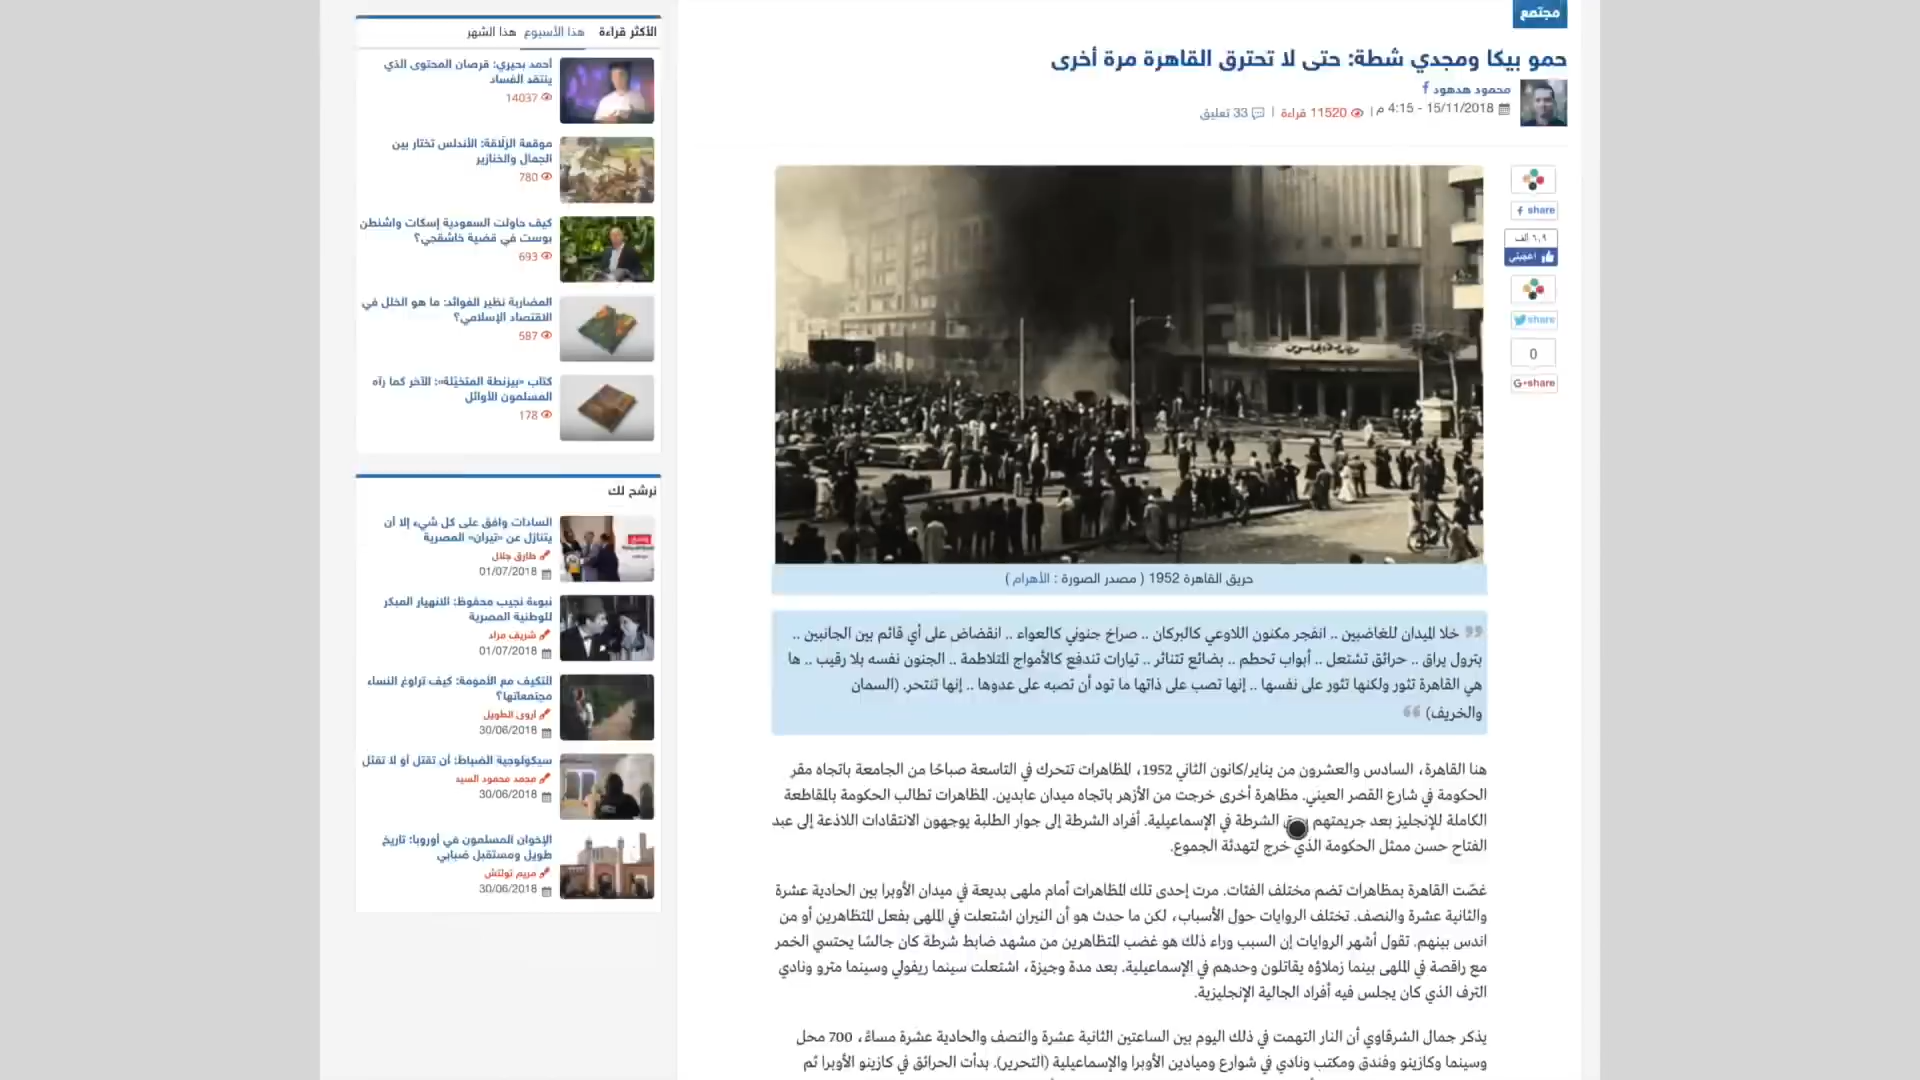 مجتمع
حمو بيكا ومجدي شطة: حتى لا تحترق القاهرة مرة أخرى
محمود هدهود
15/11/2018 - 4:15 م | 11520 قراءة | 33 تعليق
share
٦٫٩ ألف
أعجبني
share
0
G+share
حريق القاهرة 1952 ( مصدر الصورة : الأهرام )
خلا الميدان للغاضبين .. انفجر مكنون اللاوعي كالبركان .. صراخ جنوني كالعواء .. انقضاض على أي قائم بين الجانبين ..
بترول يراق .. حرائق تشتعل .. أبواب تحطم .. بضائع تتناثر .. تيارات تندفع كالأمواج المتلاطمة .. الجنون نفسه بلا رقيب .. ها
هي القاهرة تثور ولكنها تثور على نفسها .. إنها تصب على ذاتها ما تود أن تصبه على عدوها .. إنها تنتحر. (السمان
والخريف)
هنا القاهرة، السادس والعشرون من يناير/كانون الثاني 1952، المظاهرات تتحرك في التاسعة صباحًا من الجامعة باتجاه مقر
الحكومة في شارع القصر العيني. مظاهرة أخرى خرجت من الأزهر باتجاه ميدان عابدين. المظاهرات تطالب الحكومة بالمقاطعة
الكاملة للإنجليز بعد جريمتهم الشرطة في الإسماعيلية. أفراد الشرطة إلى جوار الطلبة يوجهون الانتقادات اللاذعة إلى عبد
الفتاح حسن ممثل الحكومة الذي خرج لتهدئة الجموع.
غصّت القاهرة بمظاهرات تضم مختلف الفئات. مرت إحدى تلك المظاهرات أمام ملهى بديعة في ميدان الأوبرا بين الحادية عشرة
والثانية عشرة والنصف. تختلف الروايات حول الأسباب، لكن ما حدث هو أن النيران اشتعلت في الملهى بفعل المتظاهرين أو من
اندس بينهم. تقول أشهر الروايات إن السبب وراء ذلك هو غضب المتظاهرين من مشهد ضابط شرطة كان جالسًا يحتسي الخمر
مع راقصة في الملهى بينما زملاؤه يقاتلون وحدهم في الإسماعيلية. بعد مدة وجيزة، اشتعلت سينما ريفولي وسينما مترو ونادي
الترف الذي كان يجلس فيه أفراد الجالية الإنجليزية.
يذكر جمال الشرقاوي أن النار التهمت في ذلك اليوم بين الساعتين الثانية عشرة والنصف والحادية عشرة مساءً، 700 محل
وسينما وكازينو وفندق ومكتب ونادي في شوارع وميادين الأوبرا والإسماعيلية (التحرير). بدأت الحرائق في كازينو الأوبرا ثم
الأكثر قراءة هذا الأسبوع هذا الشهر
أحمد بحيري: قرصان المحتوى الذي
ينتقد الفساد
14037
موقعة الزلّاقة: الأندلس تختار بين
الجمال والخنازير
780
كيف حاولت السعودية إسكات واشنطن
بوست في قضية خاشقجي؟
693
المضاربة نظير الفوائد: ما هو الخلل في
الاقتصاد الإسلامي؟
587
كتاب «بيزنطة المتخيّلة»: الآخر كما رآه
المسلمون الأوائل
178
نرشح لك
السادات وافق على كل شيء إلا أن
يتنازل عن «تيران» المصرية
طارق جلال
01/07/2018
نبوءة نجيب محفوظ: الانهيار المبكر
للوطنية المصرية
شريف مراد
01/07/2018
التكيف مع الأمومة: كيف تراوغ النساء
مجتمعاتها؟
أروى الطويل
30/06/2018
سيكولوجية الضباط: أن تقتل أو لا تقتل
محمد محمود السيد
30/06/2018
الإخوان المسلمون في أوروبا: تاريخ
طويل ومستقبل ضبابي
مريم تولتش
30/06/2018